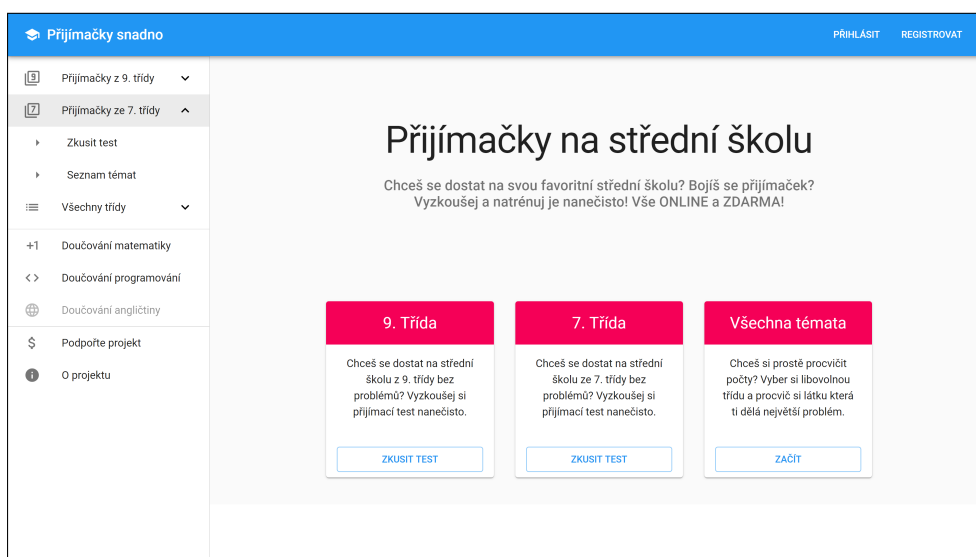 Přijímačky snadno
PŘIHLÁSIT
REGISTROVAT
9
Přijímačky z 9. třídy
7
Přijímačky ze 7. třídy
Zkusit test
Seznam témat
Všechny třídy
+1 Doučování matematiky
<> Doučování programování
Doučování angličtiny
$ Podpořte projekt
i O projektu
Přijímačky na střední školu
Chceš se dostat na svou favoritní střední školu? Bojíš se přijímaček?
Vyzkoušej a natrénuj je nanečisto! Vše ONLINE a ZDARMA!
9. Třída
Chceš se dostat na střední
školu z 9. třídy bez
problémů? Vyzkoušej si
přijímací test nanečisto.
ZKUSIT TEST
7. Třída
Chceš se dostat na střední
školu ze 7. třídy bez
problémů? Vyzkoušej si
přijímací test nanečisto.
ZKUSIT TEST
Všechna témata
Chceš si prostě procvičit
počty? Vyber si libovolnou
třídu a procvič si látku která
ti dělá největší problém.
ZAČÍT